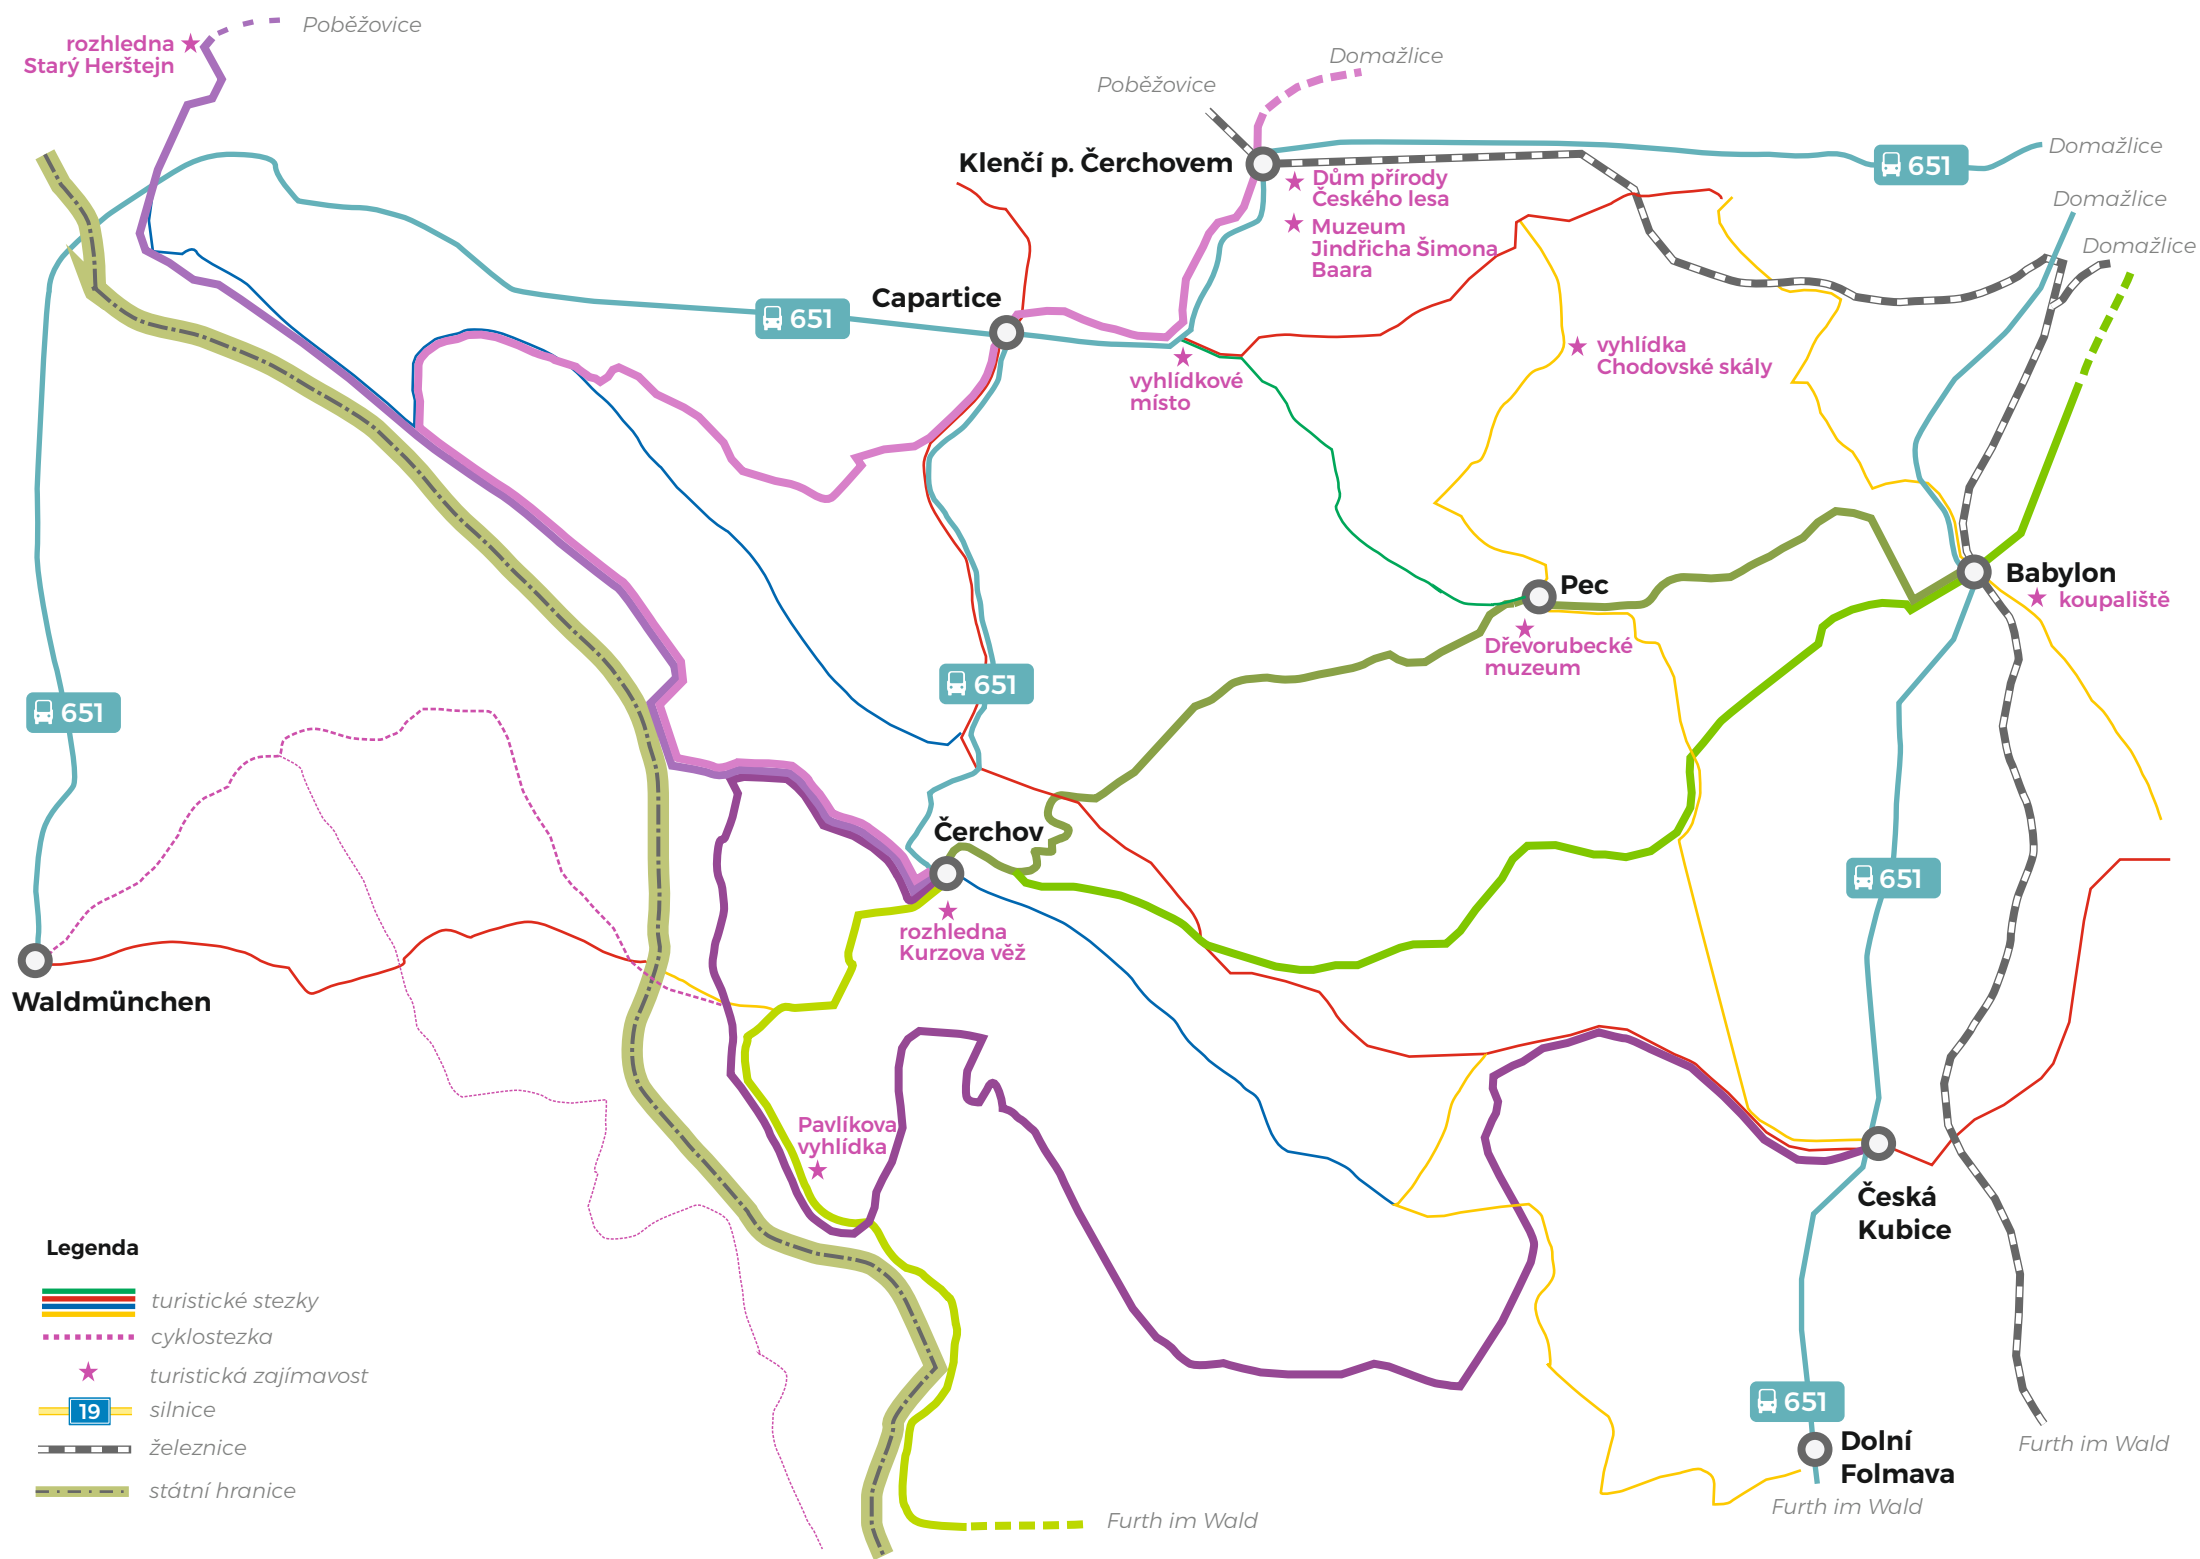 Poběžovice
rozhledna
Starý Herštejn
Domažlice
Poběžovice
Klenčí p. Čerchovem
651
Domažlice
Dům přírody
Českého lesa
Muzeum
Jindřicha Šimona
Baara
Domažlice
Domažlice
Capartice
651
vyhlídkové
místo
vyhlídka
Chodovské skály
Pec
Dřevorubecké
muzeum
Babylon
koupaliště
651
651
Čerchov
rozhledna
Kurzova věž
651
Waldmünchen
Pavlíkova
vyhlídka
Česká
Kubice
Legenda
turistické stezky
cyklostezka
turistická zajímavost
19
silnice
železnice
státní hranice
651
Dolní
Folmava
Furth im Wald
Furth im Wald
Furth im Wald